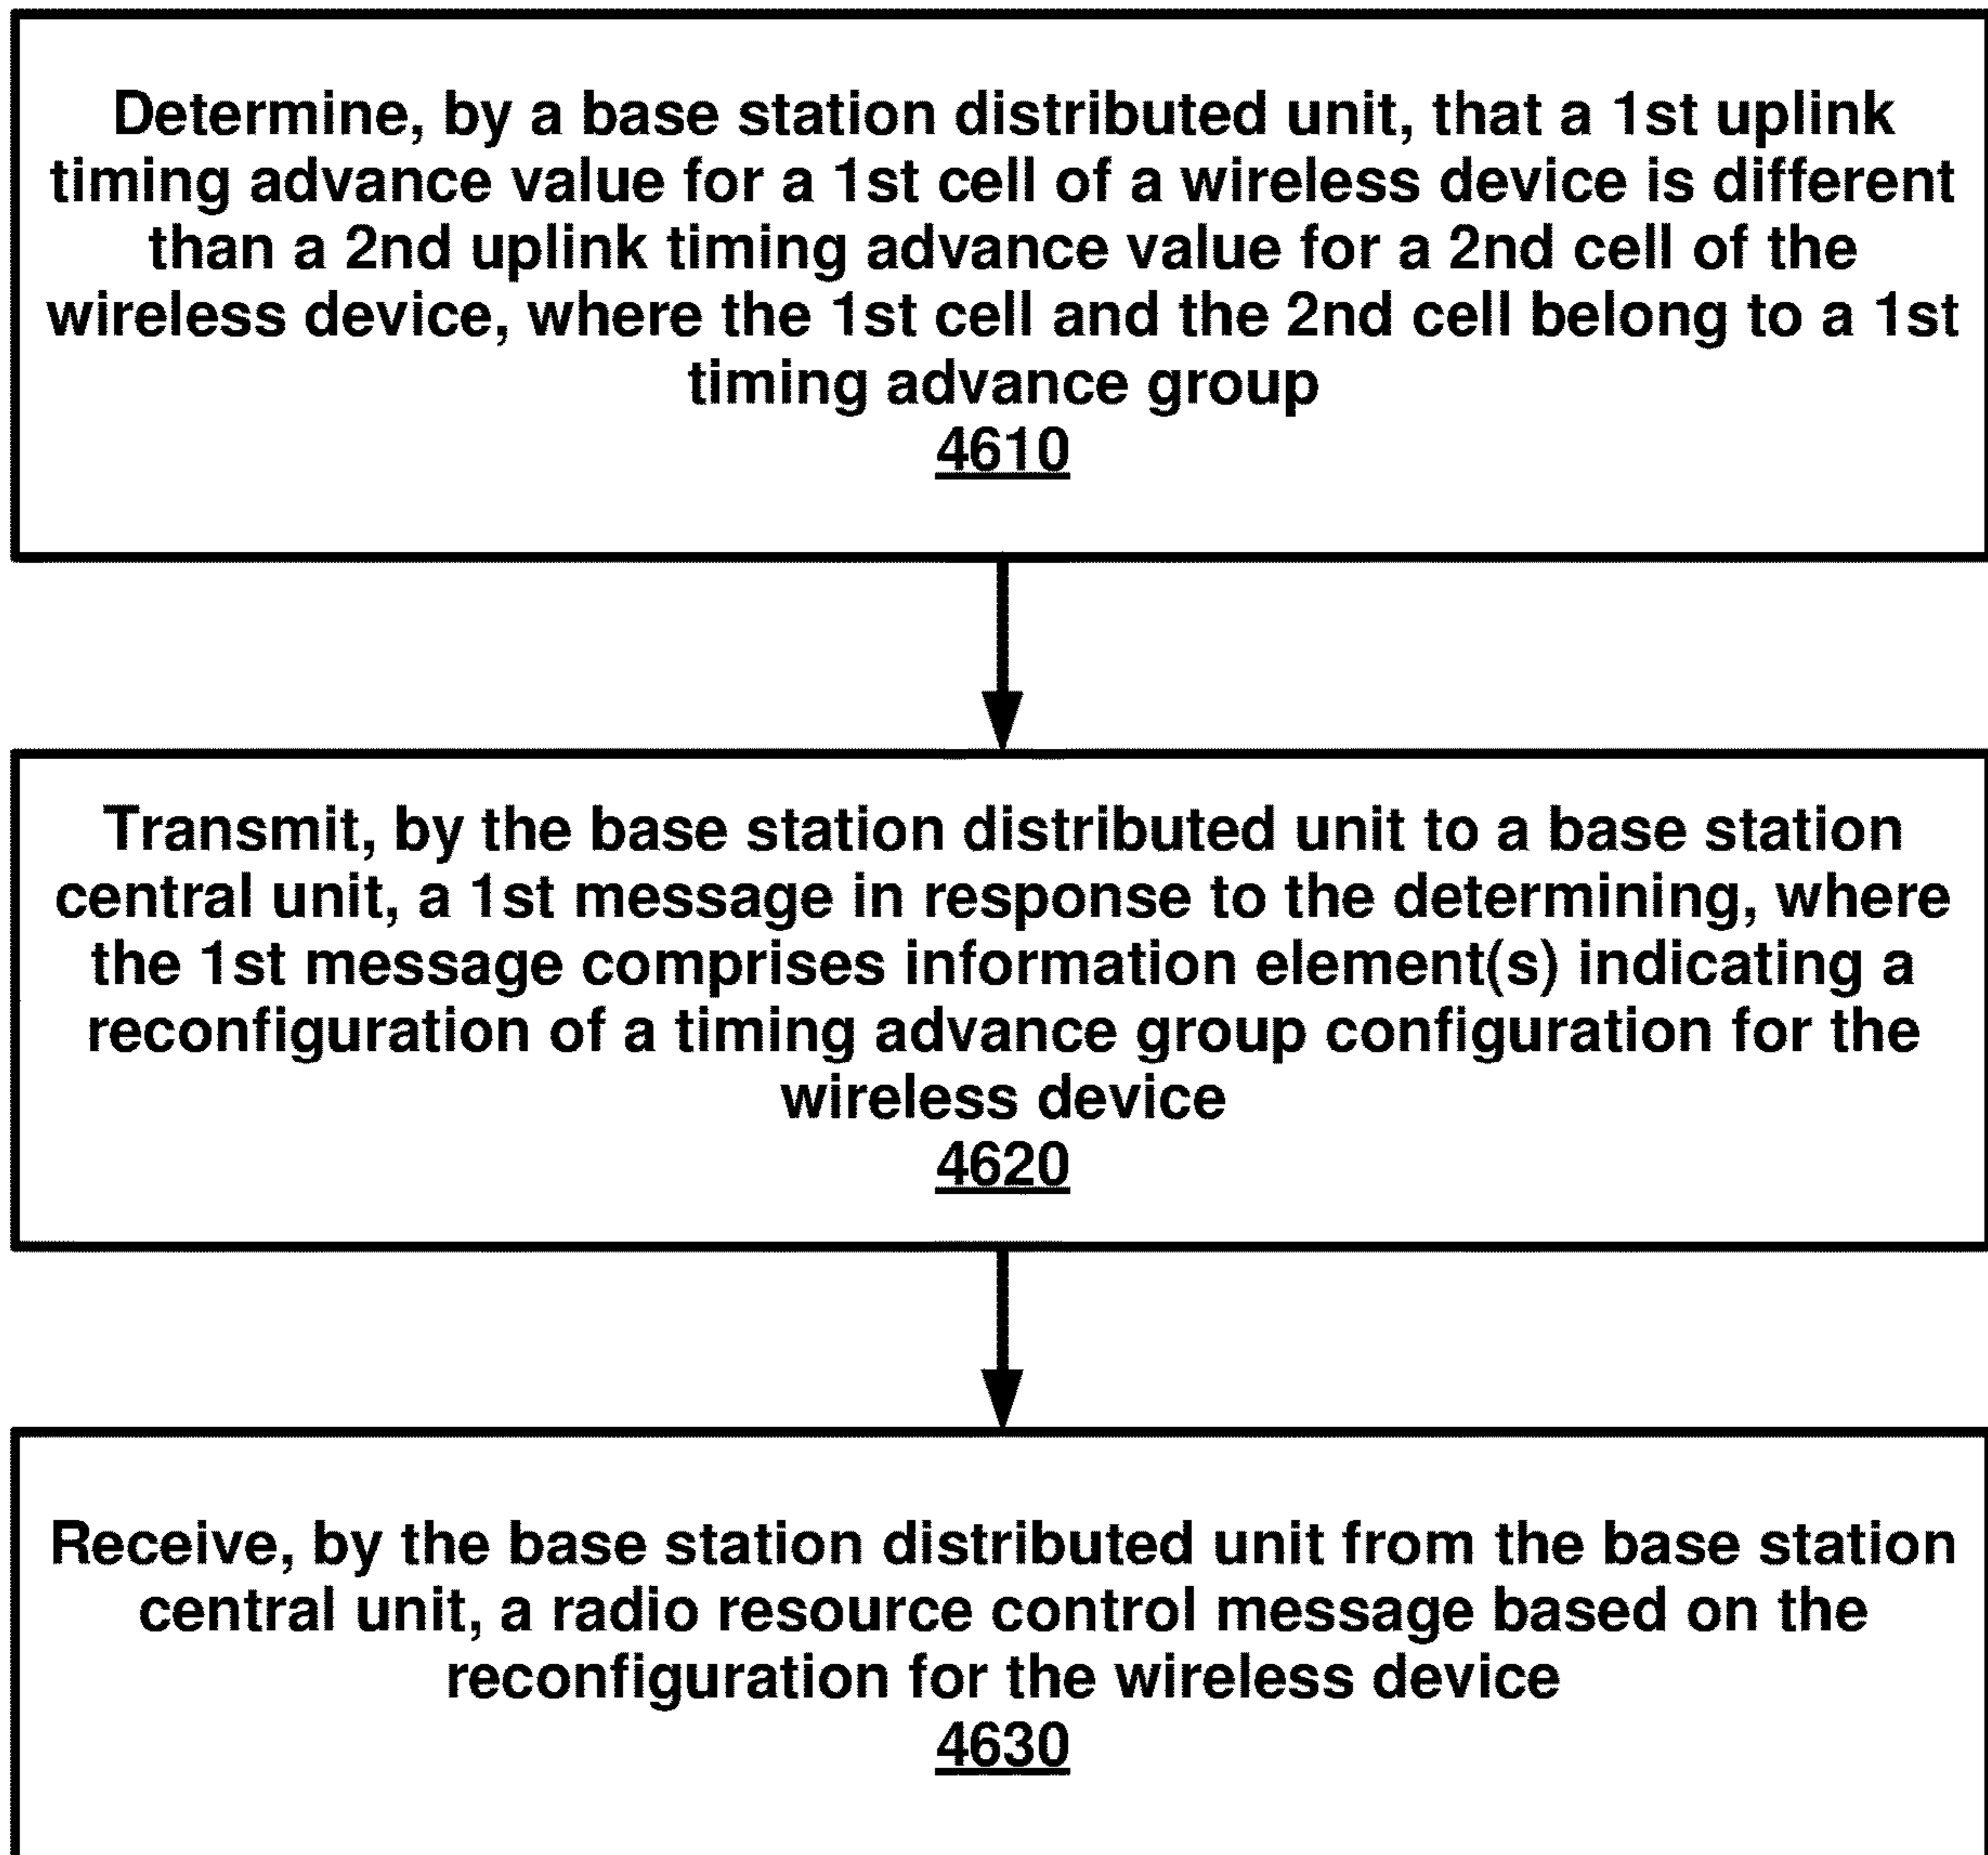 Determine, by a base station distributed unit, that a 1st uplink
timing advance value for a 1st cell of a wireless device is different
than a 2nd uplink timing advance value for a 2nd cell of the
wireless device, where the 1st cell and the 2nd cell belong to a 1st
timing advance group
4610
Transmit, by the base station distributed unit to a base station
central unit, a 1st message in response to the determining, where
the 1st message comprises information element(s) indicating a
reconfiguration of a timing advance group configuration for the
wireless device
4620
Receive, by the base station distributed unit from the base station
central unit, a radio resource control message based on the
reconfiguration for the wireless device
4630